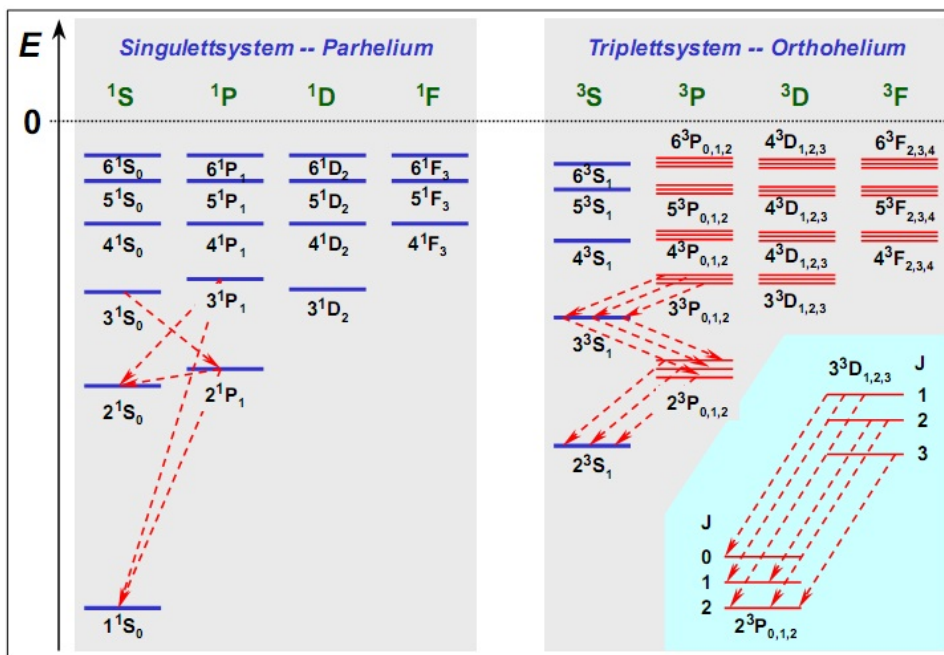 E
0
Singulettsystem -- Parhelium
¹S ¹P ¹D ¹F
6¹S₀ 6¹P₁ 6¹D₂ 6¹F₃
5¹S₀ 5¹P₁ 5¹D₂ 5¹F₃
4¹S₀ 4¹P₁ 4¹D₂ 4¹F₃
3¹S₀ 3¹P₁ 3¹D₂
2¹S₀ 2¹P₁
1¹S₀
Triplettsystem -- Orthohelium
³S ³P ³D ³F
6³P₀,₁,₂ 4³D₁,₂,₃ 6³F₂,₃,₄
6³S₁
5³S₁ 5³P₀,₁,₂ 4³D₁,₂,₃ 5³F₂,₃,₄
4³S₁ 4³P₀,₁,₂ 4³D₁,₂,₃ 4³F₂,₃,₄
3³S₁ 3³P₀,₁,₂ 3³D₁,₂,₃
2³P₀,₁,₂
2³S₁
3³D₁,₂,₃ J
1
2
3
J
0
1
2
2³P₀,₁,₂